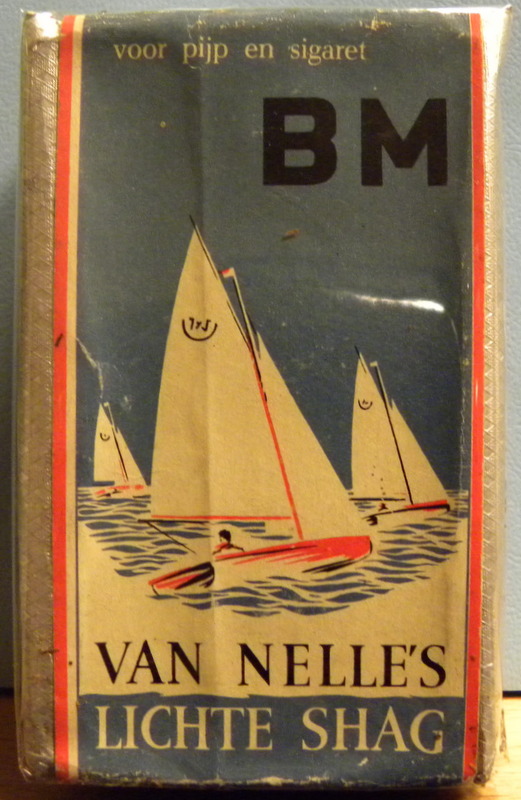 voor pijp en sigaret
BM
VAN NELLE'S
LICHTE SHAG